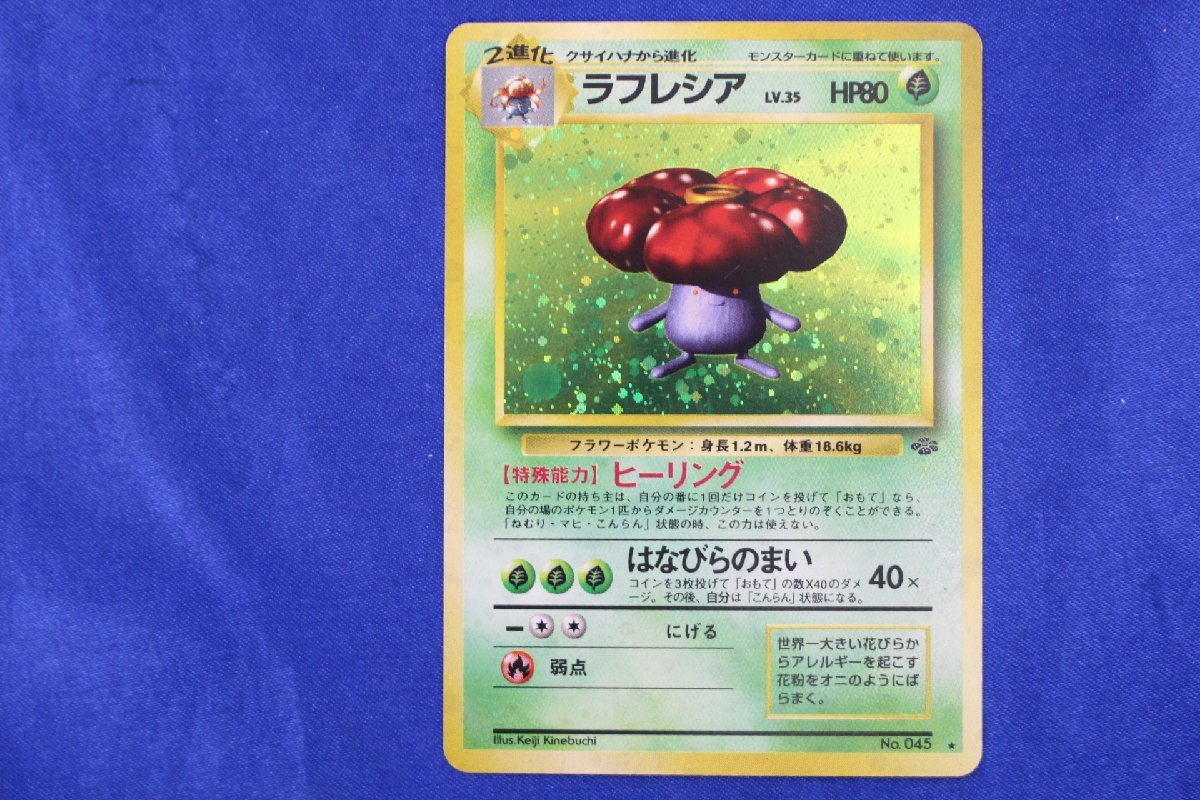 2進化 クサイハナから進化 モンスターカードに重ねて使います。
ラフレシア LV.35 HP80
フラワーポケモン：身長1.2m、体重18.6kg
【特殊能力】ヒーリング
このカードの持ち主は、自分の番に1回だけコインを投げて「おもて」なら、
自分の場のポケモン1匹からダメージカウンターを1つとりのぞくことができる。
「ねむり・マヒ・こんらん」状態の時、この力は使えない。
はなびらのまい
コインを3枚投げて「おもて」の数X40のダメ
ージ。その後、自分は「こんらん」状態になる。
40×
ー にげる
弱点
世界一大きい花びらか
らアレルギーを起こす
花粉をオニのようにば
らまく。
Illus.Keiji Kinebuchi No. 045 ★